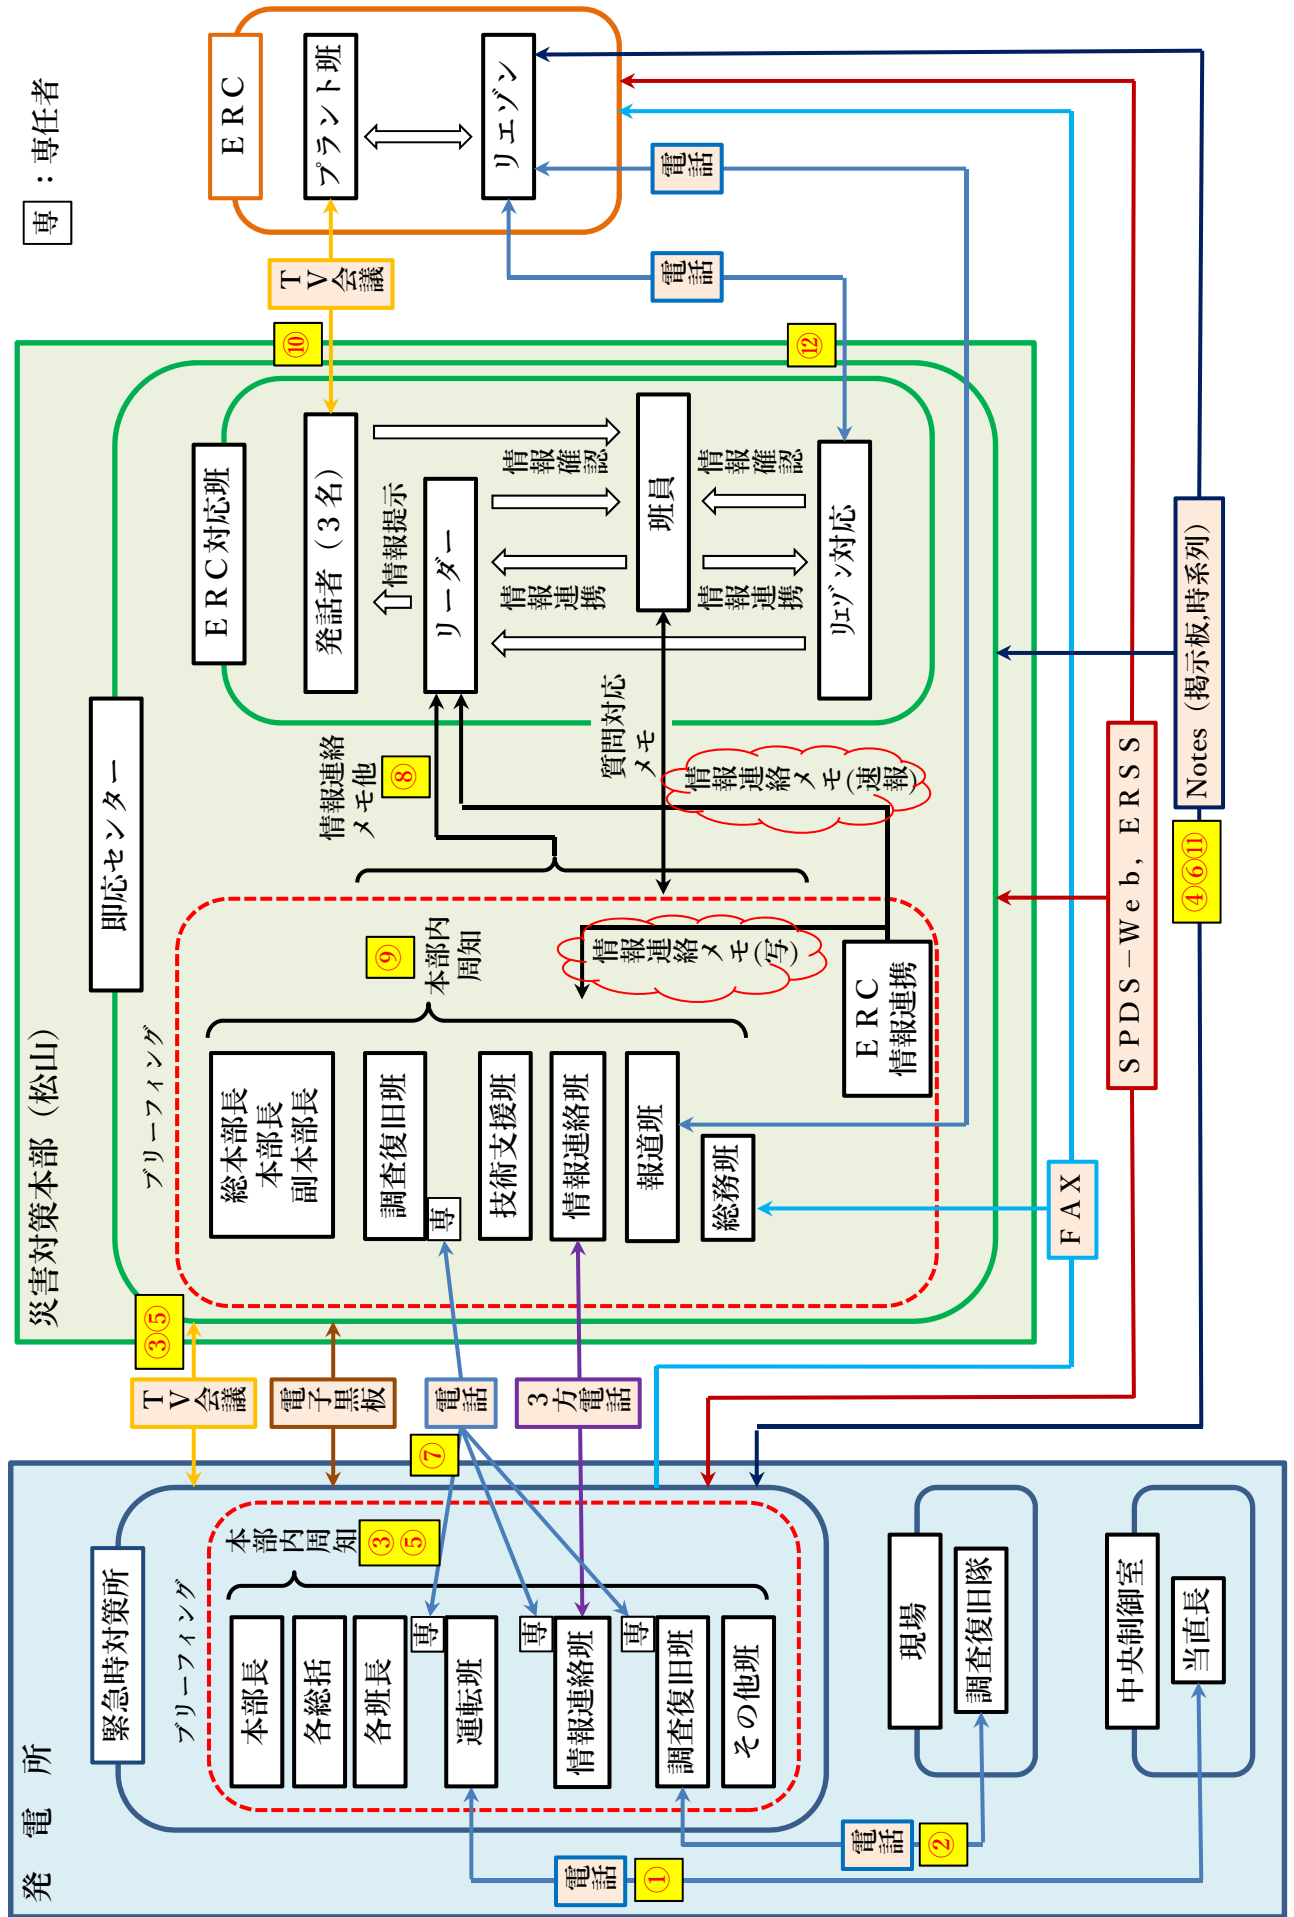 専
：専任者
発　電　所
緊急時対策所
ブリーフィング
本部内周知
③
⑤
本部長
各総括
各班長
専
運転班
専
情報連絡班
専
調査復旧班
その他班
現場
調査復旧隊
中央制御室
当直長
電話
①
電話
②
TV会議
電子黒板
電話
⑦
3方電話
③⑤
災害対策本部（松山）
即応センター
ブリーフィング
総本部長
本部長
副本部長
調査復旧班
専
技術支援班
情報連絡班
報道班
総務班
⑨
本部内
周知
情報連絡メモ(写)
ERC
情報連携
情報連絡
メモ他
⑧
質問対応
メモ
情報連絡メモ(速報)
ERC対応班
発話者（3名）
情報提示
リーダー
情報確認
情報連携
班員
情報確認
情報連携
リエゾン対応
⑩
⑫
TV会議
電話
電話
ERC
プラント班
リエゾン
FAX
SPDS－Web，ERSS
Notes（掲示板,時系列）
④⑥⑪